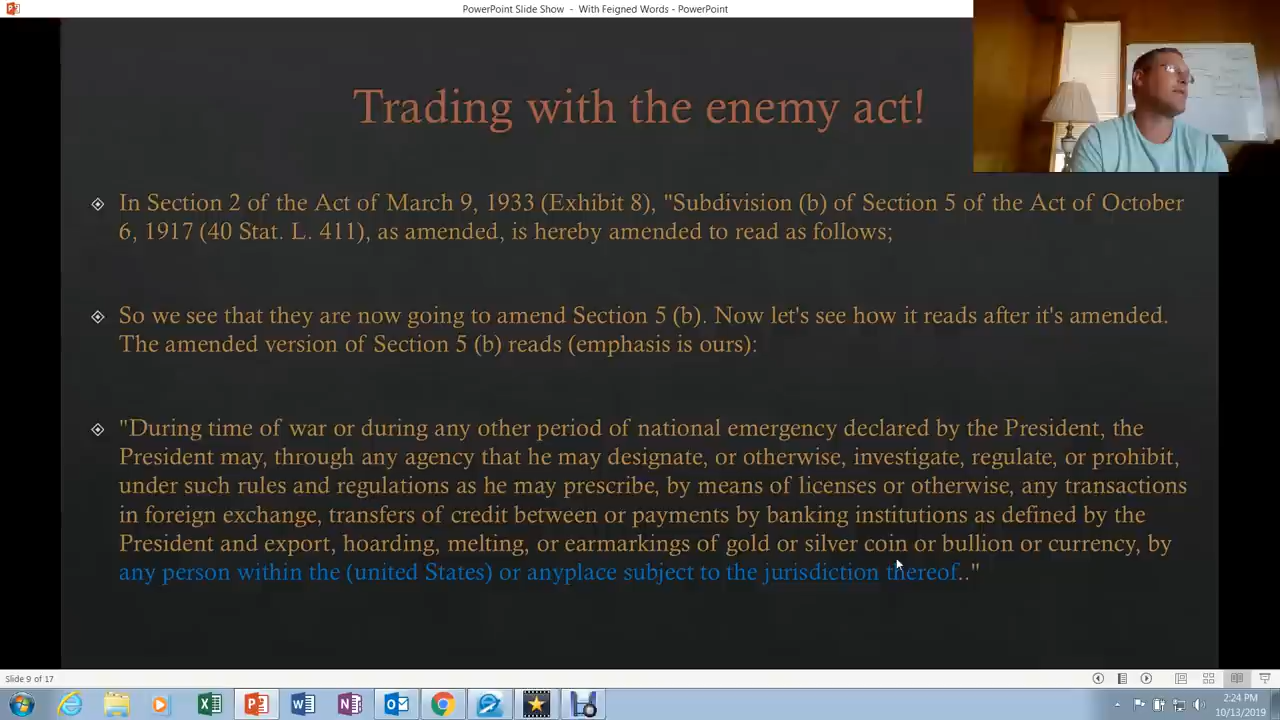 PowerPoint Slide Show - With Feigned Words - PowerPoint
Trading with the enemy act!
In Section 2 of the Act of March 9, 1933 (Exhibit 8), "Subdivision (b) of Section 5 of the Act of October
6, 1917 (40 Stat. L. 411), as amended, is hereby amended to read as follows;
So we see that they are now going to amend Section 5 (b). Now let's see how it reads after it's amended.
The amended version of Section 5 (b) reads (emphasis is ours):
"During time of war or during any other period of national emergency declared by the President, the
President may, through any agency that he may designate, or otherwise, investigate, regulate, or prohibit,
under such rules and regulations as he may prescribe, by means of licenses or otherwise, any transactions
in foreign exchange, transfers of credit between or payments by banking institutions as defined by the
President and export, hoarding, melting, or earmarkings of gold or silver coin or bullion or currency, by
any person within the (united States) or anyplace subject to the jurisdiction thereof.."
Slide 9 of 17
2:24 PM
10/13/2019